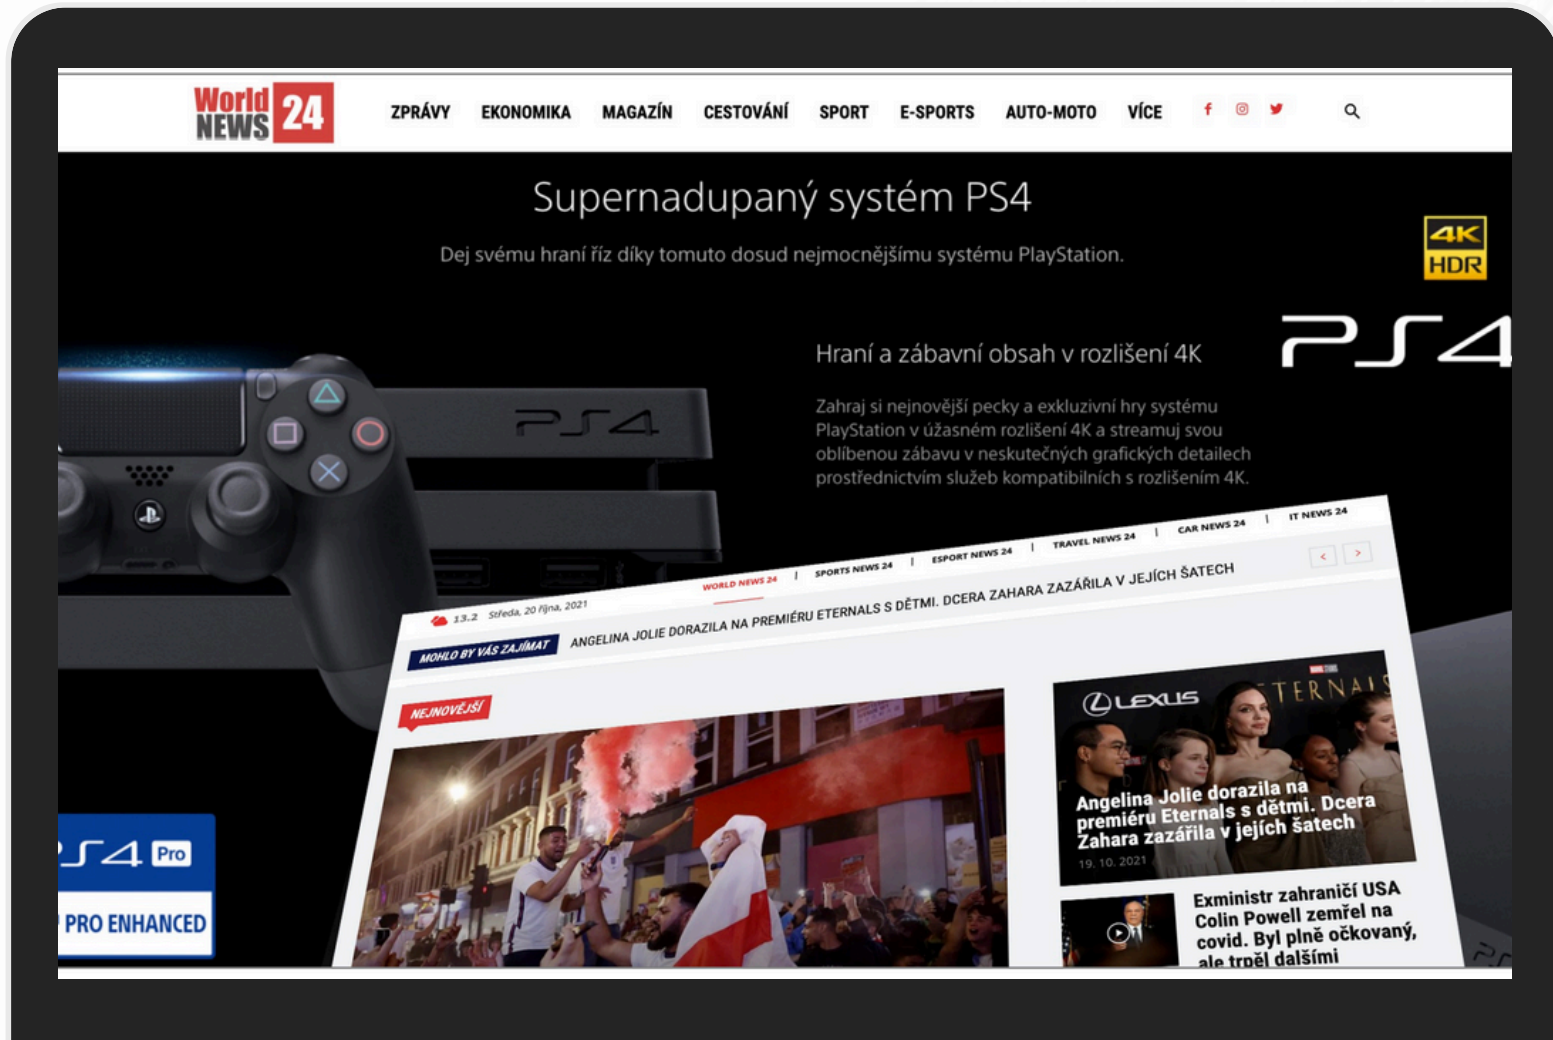 World
NEWS 24
ZPRÁVY EKONOMIKA MAGAZÍN CESTOVÁNÍ SPORT E-SPORTS AUTO-MOTO VÍCE
Supernadupaný systém PS4
Dej svému hraní říz díky tomuto dosud nejmocnějšímu systému PlayStation.
4K
HDR
PS4
Hraní a zábavní obsah v rozlišení 4K
Zahraj si nejnovější pecky a exkluzivní hry systému
PlayStation v úžasném rozlišení 4K a streamuj svou
oblíbenou zábavu v neskutečných grafických detailech
prostřednictvím služeb kompatibilních s rozlišením 4K.
PS4
WORLD NEWS 24 | SPORTS NEWS 24 | ESPORT NEWS 24 | TRAVEL NEWS 24 | CAR NEWS 24 | IT NEWS 24
13.2 Středa, 20 října, 2021
MOHLO BY VÁS ZAJÍMAT ANGELINA JOLIE DORAZILA NA PREMIÉRU ETERNALS S DĚTMI. DCERA ZAHARA ZAZÁŘILA V JEJÍCH ŠATECH
NEJNOVĚJŠÍ
LEXUS
ETERNALS
Angelina Jolie dorazila na
premiéru Eternals s dětmi. Dcera
Zahara zazářila v jejích šatech
19. 10. 2021
Exministr zahraničí USA
Colin Powell zemřel na
covid. Byl plně očkovaný,
ale trpěl dalšími
PS4 Pro
PRO ENHANCED